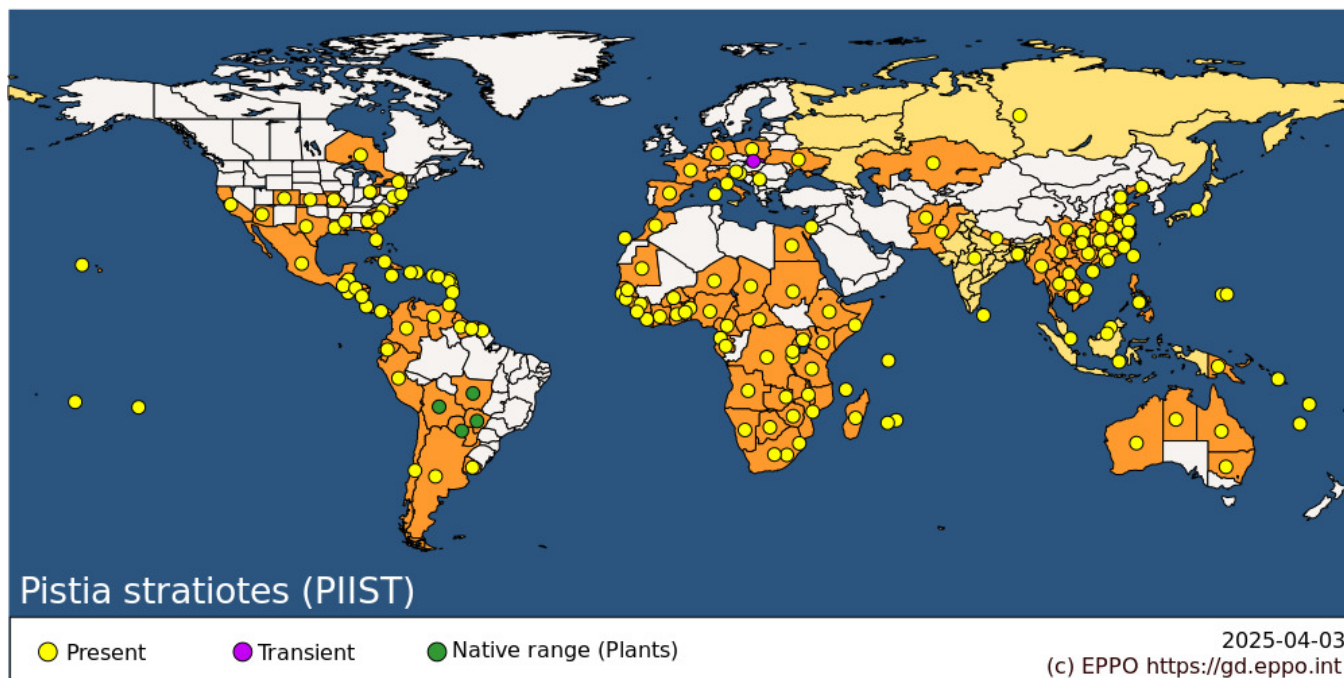 Pistia stratiotes (PIIST)
Present
Transient
Native range (Plants)
2025-04-03
(c) EPPO https://gd.eppo.int